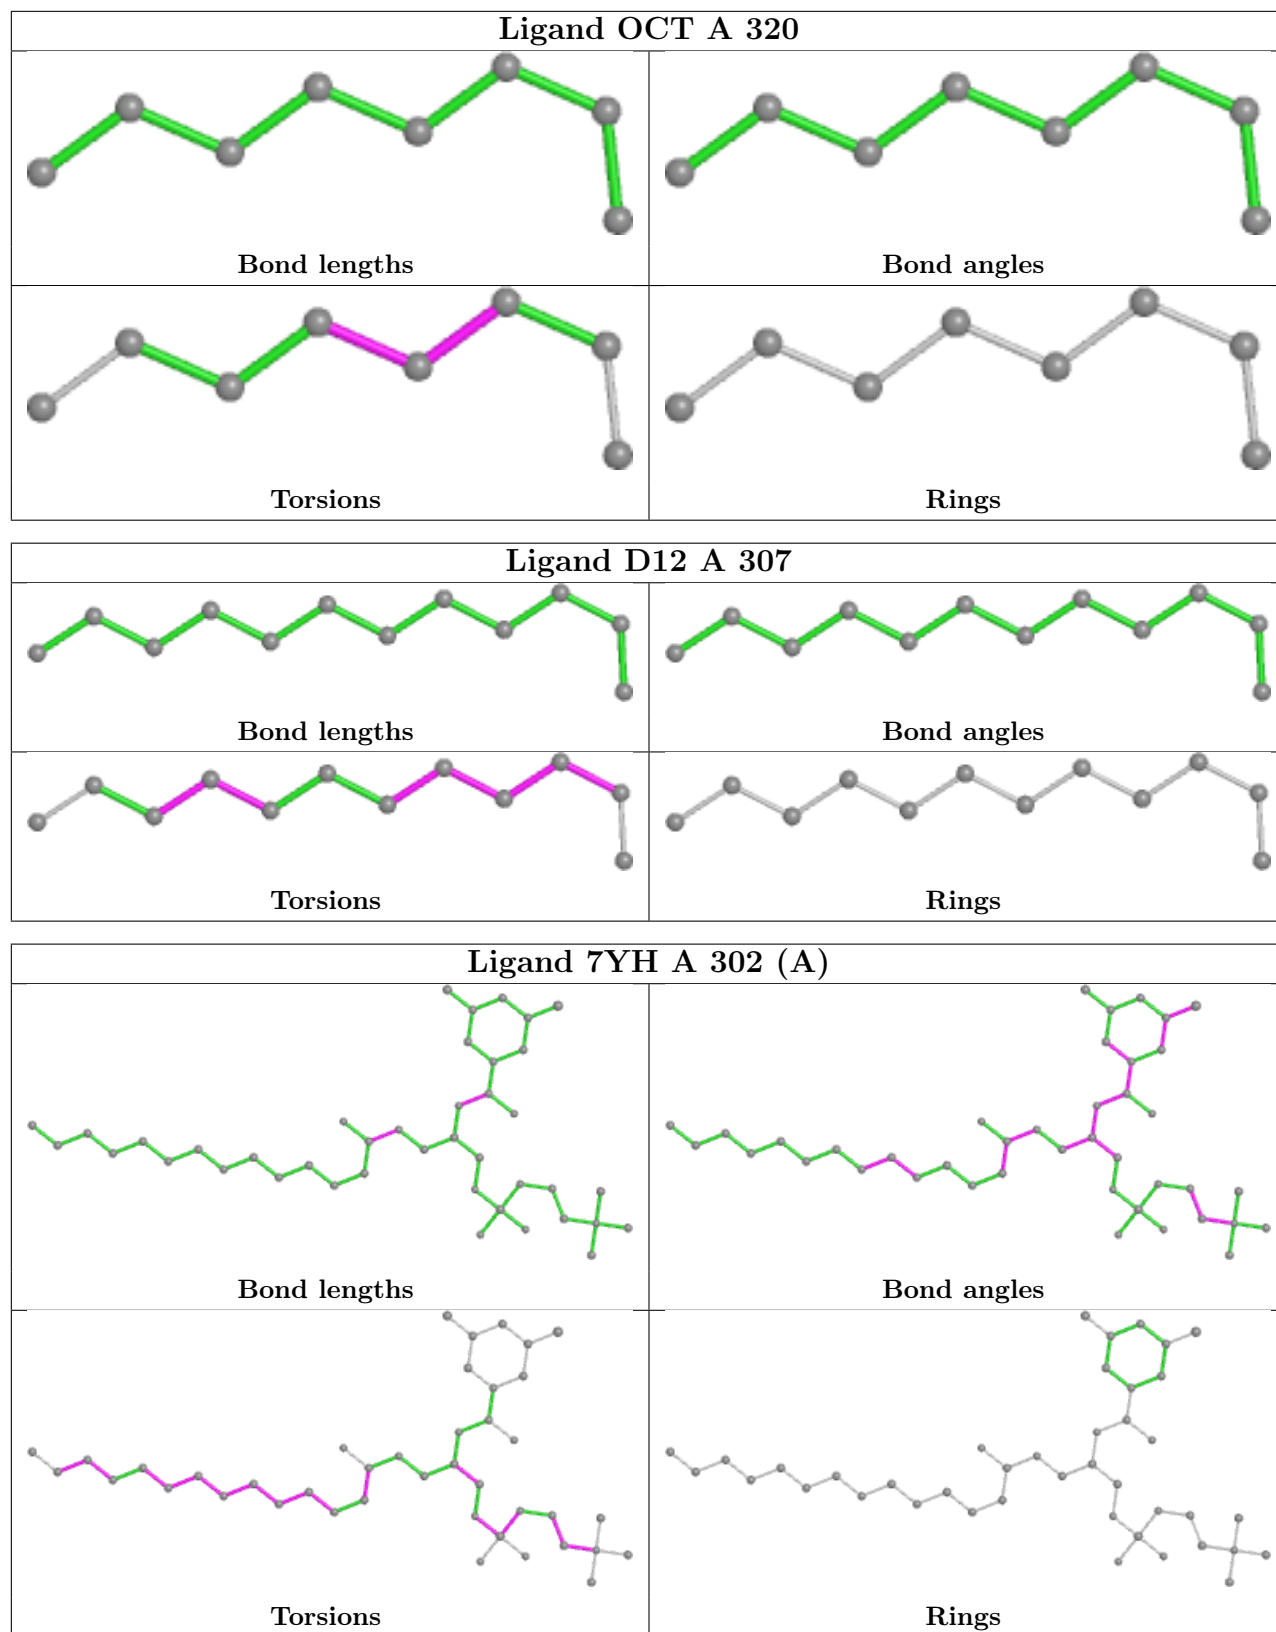 Ligand OCT A 320
Bond lengths
Bond angles
Torsions
Rings
Ligand D12 A 307
Bond lengths
Bond angles
Torsions
Rings
Ligand 7YH A 302 (A)
Bond lengths
Bond angles
Torsions
Rings